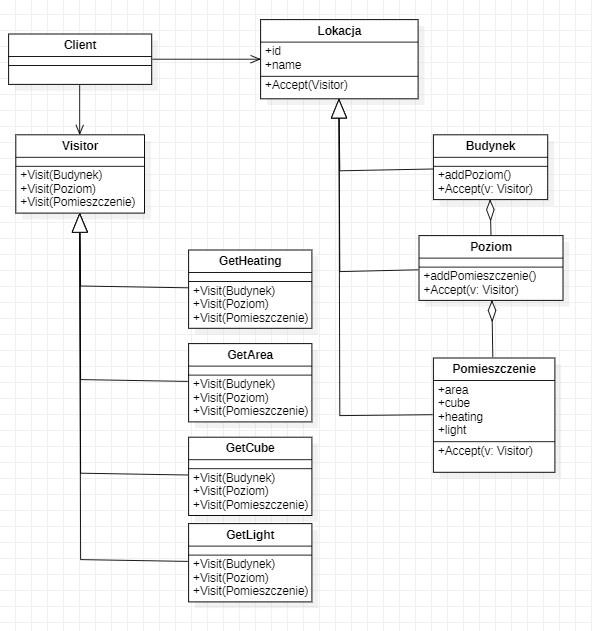 Client
Lokacja
+id
+name
+Accept(Visitor)
Visitor
+Visit(Budynek)
+Visit(Poziom)
+Visit(Pomieszczenie)
Budynek
+addPoziom()
+Accept(v: Visitor)
Poziom
+addPomieszczenie()
+Accept(v: Visitor)
Pomieszczenie
+area
+cube
+heating
+light
+Accept(v: Visitor)
GetHeating
+Visit(Budynek)
+Visit(Poziom)
+Visit(Pomieszczenie)
GetArea
+Visit(Budynek)
+Visit(Poziom)
+Visit(Pomieszczenie)
GetCube
+Visit(Budynek)
+Visit(Poziom)
+Visit(Pomieszczenie)
GetLight
+Visit(Budynek)
+Visit(Poziom)
+Visit(Pomieszczenie)